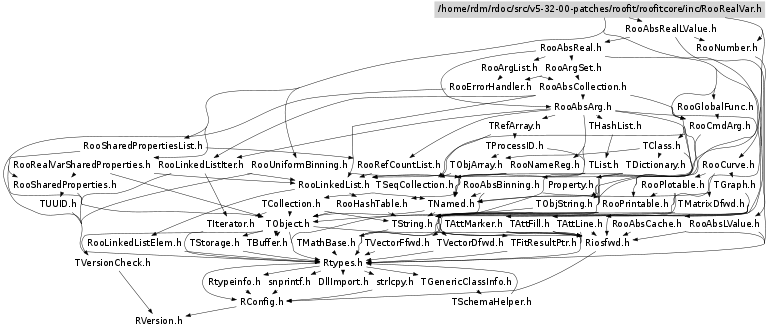 /home/rdm/rdoc/src/v5-32-00-patches/roofit/roofitcore/inc/RooRealVar.h
RooAbsRealLValue.h
RooAbsReal.h RooNumber.h
RooArgList.h RooArgSet.h
RooErrorHandler.h RooAbsCollection.h
RooAbsArg.h RooGlobalFunc.h
TRefArray.h THashList.h RooCmdArg.h
RooSharedPropertiesList.h TProcessID.h TClass.h
RooRealVarSharedProperties.h RooLinkedListIter.h RooUniformBinning.h RooRefCountList.h TObjArray.h RooNameReg.h TList.h TDictionary.h RooCurve.h
RooSharedProperties.h RooLinkedList.h TSeqCollection.h RooAbsBinning.h Property.h RooPlotable.h TGraph.h
TUUID.h TCollection.h RooHashTable.h TNamed.h TObjString.h RooPrintable.h TMatrixDfwd.h
TIterator.h TObject.h TString.h TAttMarker.h TAttFill.h TAttLine.h RooAbsCache.h RooAbsLValue.h
RooLinkedListElem.h TStorage.h TBuffer.h TMathBase.h TVectorFfwd.h TVectorDfwd.h TFitResultPtr.h Riosfwd.h
TVersionCheck.h Rtypes.h
Rtypeinfo.h snprintf.h DllImport.h strlcpy.h TGenericClassInfo.h
RConfig.h TSchemaHelper.h
RVersion.h